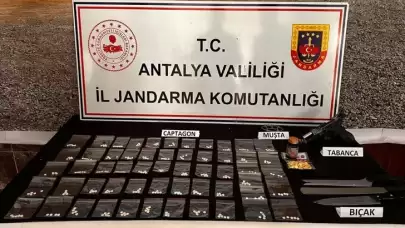 T.C.
ANTALYA VALİLİĞİ
İL JANDARMA KOMUTANLIĞI
CAPTAGON
MUŞTA
TABANCA
BIÇAK